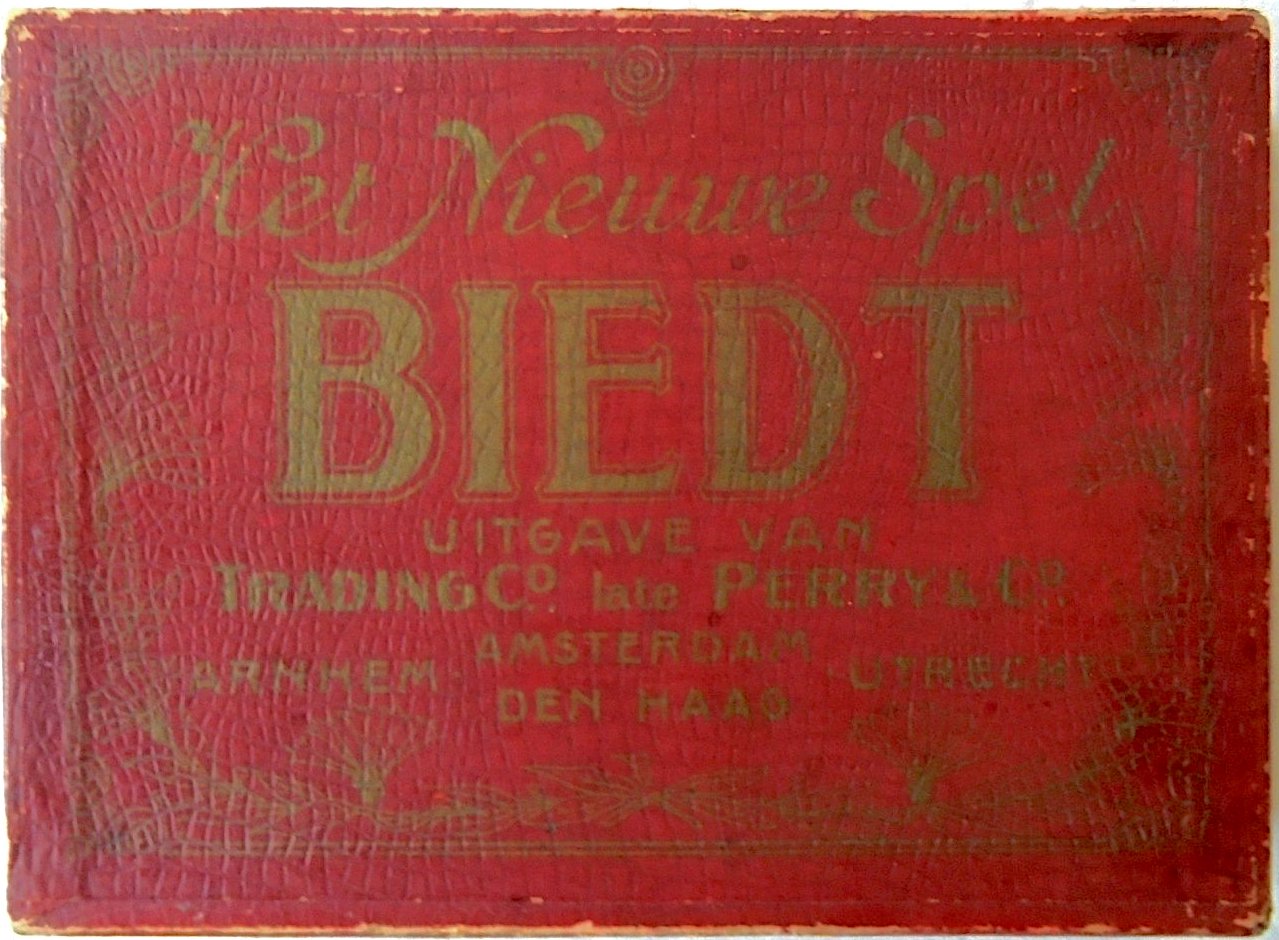 Het Nieuwe Spel
BIEDT
UITGAVE VAN
TRADING Co. late PERRY & Co.
AMSTERDAM
ARNHEM UTRECHT
DEN HAAG